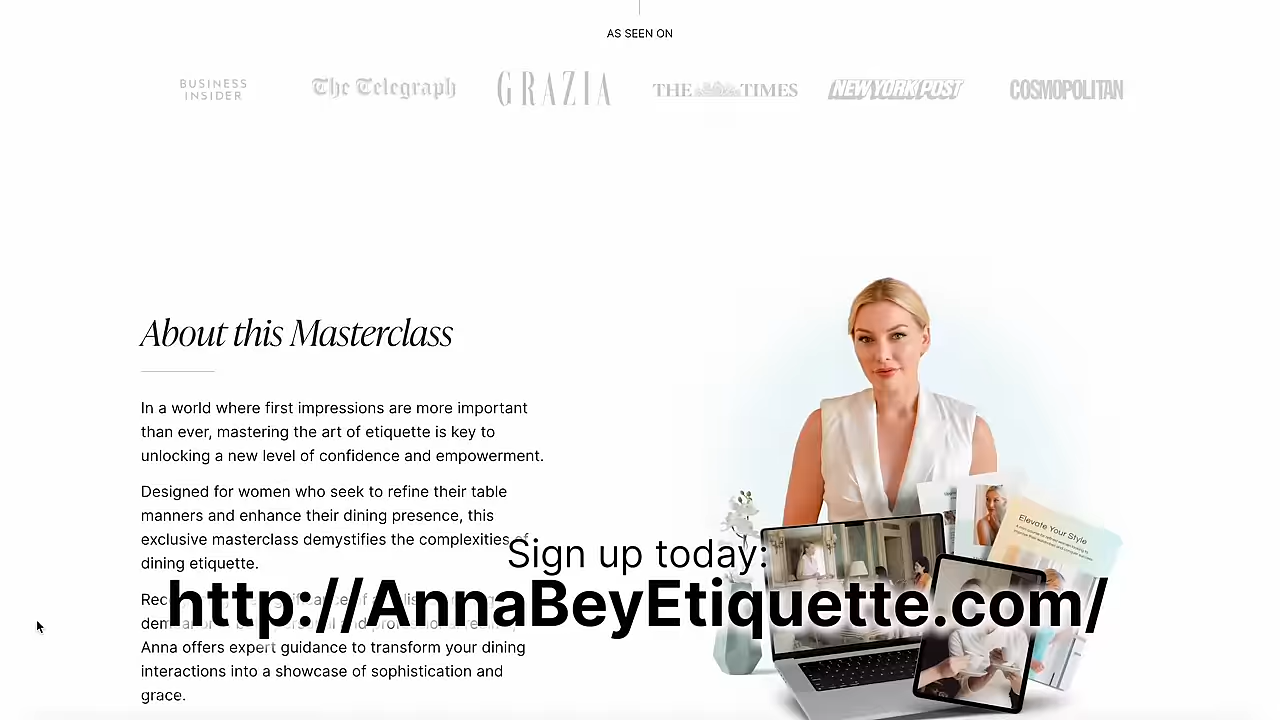 AS SEEN ON
BUSINESS
INSIDER
The Telegraph
GRAZIA
THE TIMES
NEW YORK POST
COSMOPOLITAN
About this Masterclass
In a world where first impressions are more important
than ever, mastering the art of etiquette is key to
unlocking a new level of confidence and empowerment.
Designed for women who seek to refine their table
manners and enhance their dining presence, this
exclusive masterclass demystifies the complexities of
dining etiquette.
Anna offers expert guidance to transform your dining
interactions into a showcase of sophistication and
grace.
Elevate Your Style
Sign up today:
http://AnnaBeyEtiquette.com/